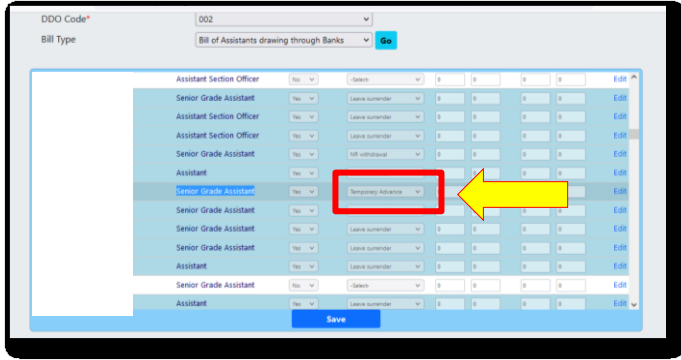 DDO Code* 002
Bill Type Bill of Assistants drawing through Banks Go
Assistant Section Officer No -Select- 0 0 0 0 Edit
Senior Grade Assistant Yes Leave surrender 0 0 0 0 Edit
Assistant Section Officer Yes Leave surrender 0 0 0 0 Edit
Assistant Section Officer Yes Leave surrender 0 0 0 0 Edit
Senior Grade Assistant Yes NR withdrawal 0 0 0 0 Edit
Assistant Yes 0 0 0 Edit
Senior Grade Assistant Yes Temporary Advance Edit
Senior Grade Assistant Yes 0 0 0 Edit
Senior Grade Assistant Yes Leave surrender 0 0 0 0 Edit
Senior Grade Assistant Yes Leave surrender 0 0 0 0 Edit
Assistant Yes Leave surrender 0 0 0 0 Edit
Senior Grade Assistant No -Select- 0 0 0 0 Edit
Assistant Yes Leave surrender 0 0 0 0 Edit
Save